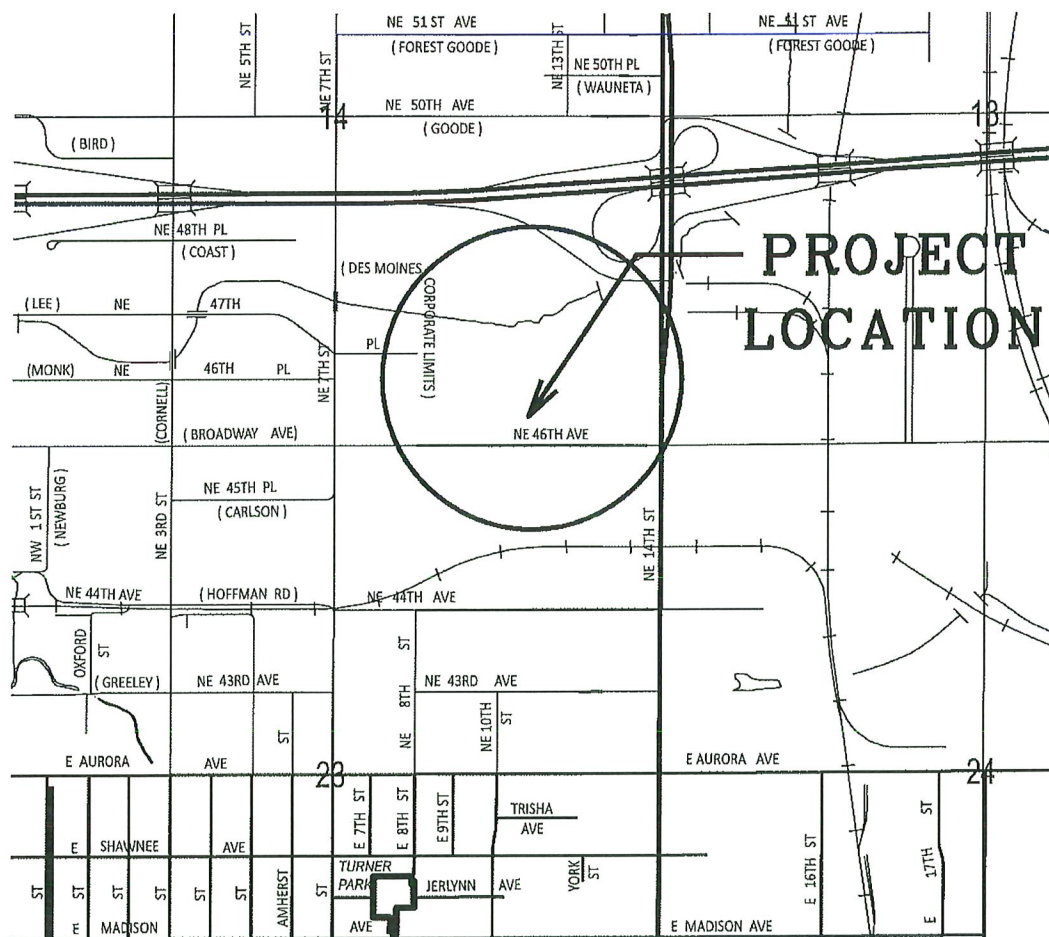 NE 51 ST AVE
( FOREST GOODE )
NE 51 ST AVE
( FOREST GOODE )
NE 5TH ST
NE 7TH ST
NE 13TH ST
NE 50TH PL
( WAUNETA )
NE 50TH AVE
( GOODE )
14
13
( BIRD )
NE 48TH PL
( COAST )
( DES MOINES
CORPORATE LIMITS )
PROJECT
LOCATION
( LEE ) NE 47TH
PL
NE 7TH ST
(MONK) NE 46TH PL
(CORNELL)
( BROADWAY AVE)
NE 46TH AVE
NE 45TH PL
( CARLSON )
NW 1 ST ST
( NEWBURG )
NE 3RD ST
NE 14TH ST
NE 44TH AVE
( HOFFMAN RD )
NE 44TH AVE
OXFORD
ST
( GREELEY )
NE 43RD AVE
NE 8TH ST
NE 43RD AVE
NE 10TH
ST
ST
E AURORA AVE
23
E AURORA AVE
24
E 7TH ST
E 8TH ST
E 9TH ST
TRISHA
AVE
E 16TH ST
E 17TH ST
E SHAWNEE AVE
TURNER
PARK
JERLYNN AVE
YORK
ST
ST
ST
ST
ST
ST
AMHERST
ST
E MADISON
AVE
E MADISON AVE